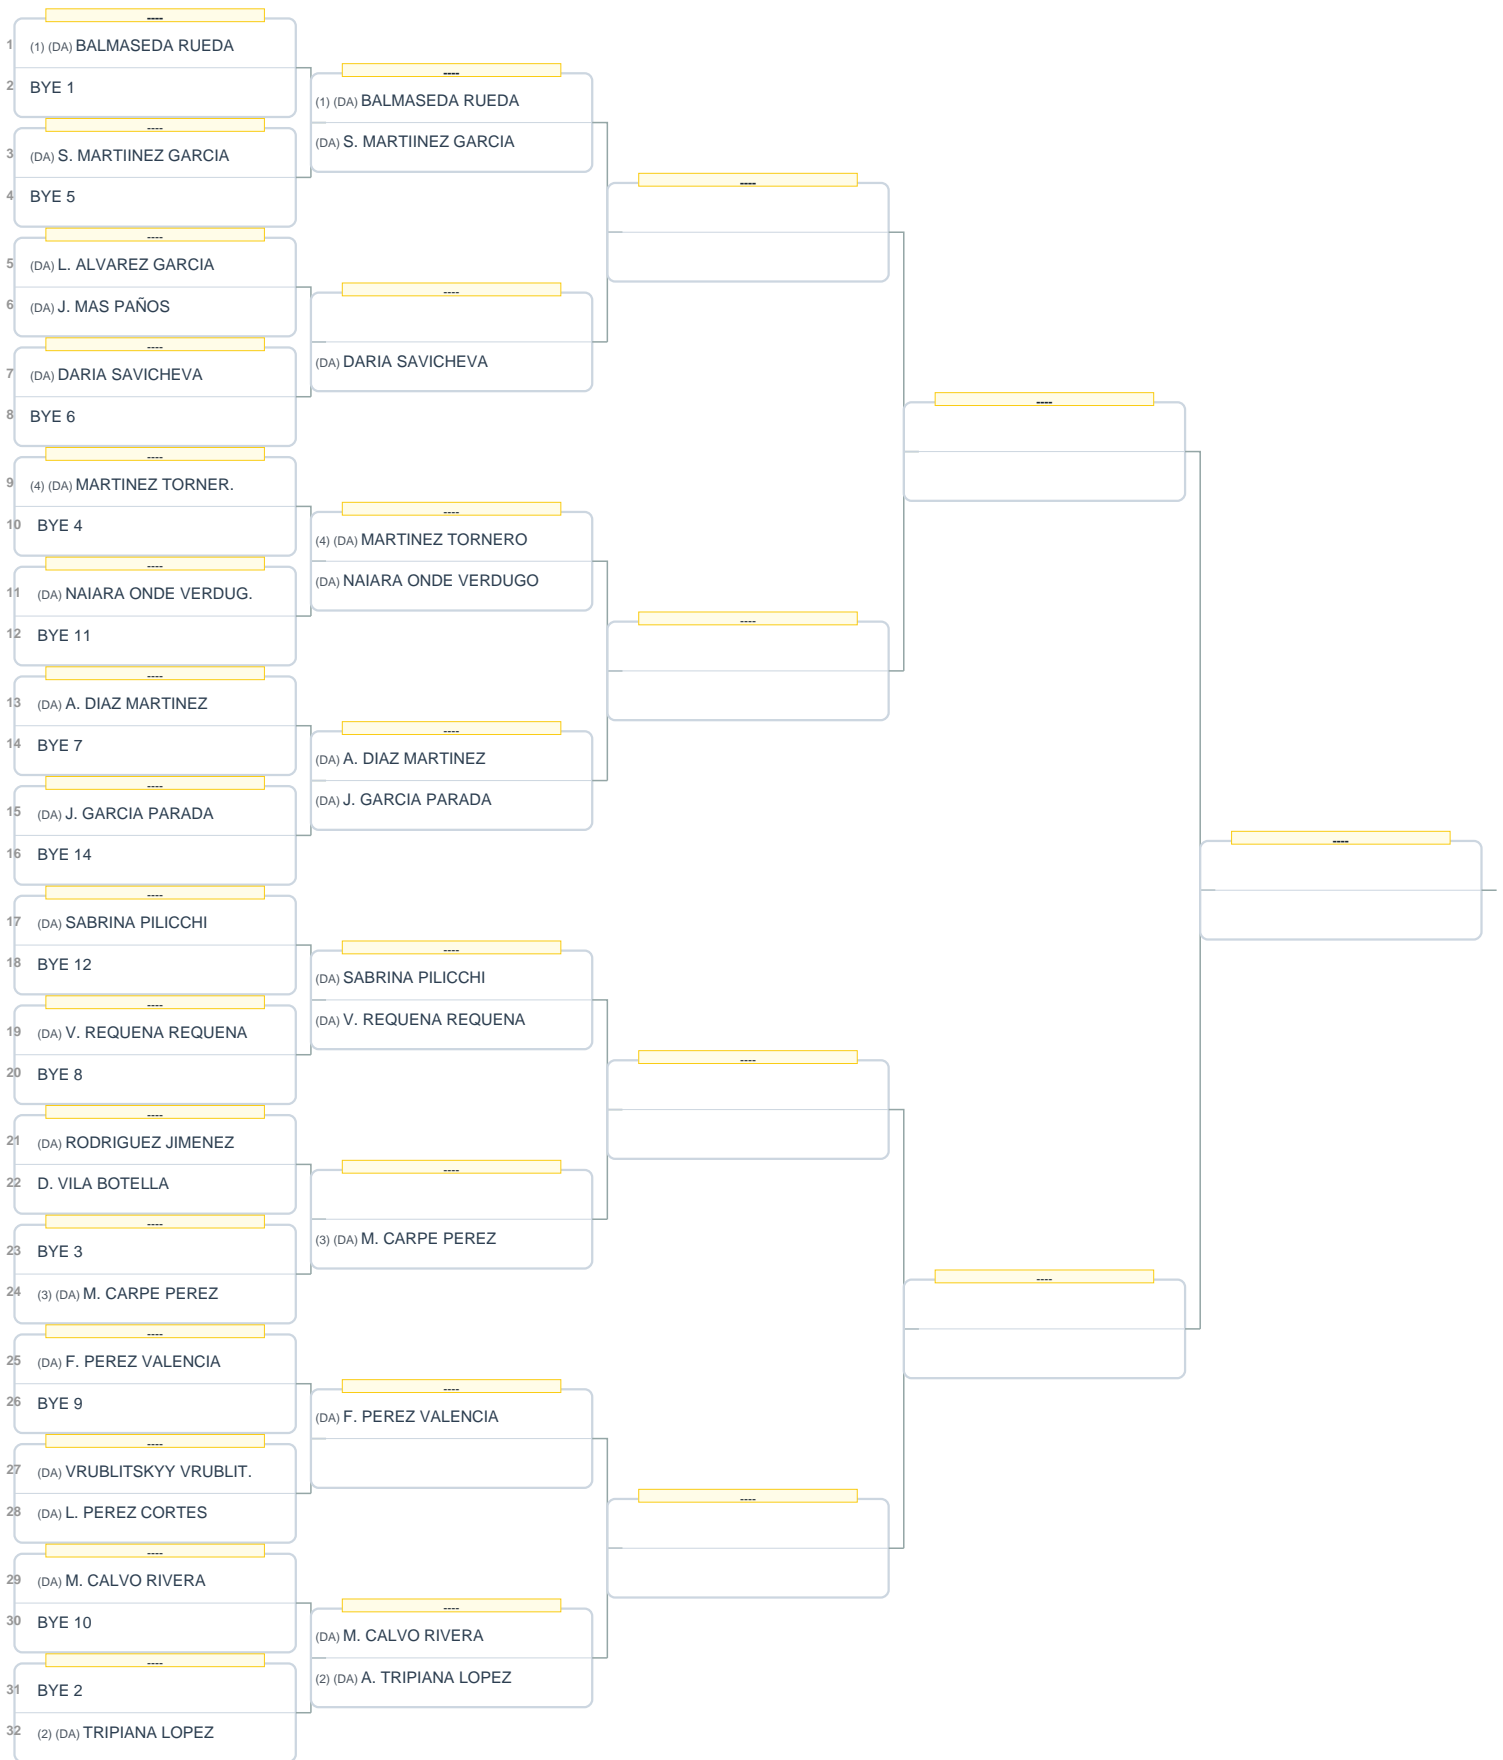 ----
1 (1) (DA) BALMASEDA RUEDA
2 BYE 1
----
3 (DA) S. MARTIINEZ GARCIA
4 BYE 5
----
5 (DA) L. ALVAREZ GARCIA
6 (DA) J. MAS PAÑOS
----
7 (DA) DARIA SAVICHEVA
8 BYE 6
----
9 (4) (DA) MARTINEZ TORNER.
10 BYE 4
----
11 (DA) NAIARA ONDE VERDUG.
12 BYE 11
----
13 (DA) A. DIAZ MARTINEZ
14 BYE 7
----
15 (DA) J. GARCIA PARADA
16 BYE 14
----
17 (DA) SABRINA PILICCHI
18 BYE 12
----
19 (DA) V. REQUENA REQUENA
20 BYE 8
----
21 (DA) RODRIGUEZ JIMENEZ
22 D. VILA BOTELLA
----
23 BYE 3
24 (3) (DA) M. CARPE PEREZ
----
25 (DA) F. PEREZ VALENCIA
26 BYE 9
----
27 (DA) VRUBLITSKYY VRUBLIT.
28 (DA) L. PEREZ CORTES
----
29 (DA) M. CALVO RIVERA
30 BYE 10
----
31 BYE 2
32 (2) (DA) TRIPIANA LOPEZ
----
(1) (DA) BALMASEDA RUEDA
(DA) S. MARTIINEZ GARCIA
----
(DA) DARIA SAVICHEVA
----
(4) (DA) MARTINEZ TORNERO
(DA) NAIARA ONDE VERDUGO
----
(DA) A. DIAZ MARTINEZ
(DA) J. GARCIA PARADA
----
(DA) SABRINA PILICCHI
(DA) V. REQUENA REQUENA
----
(3) (DA) M. CARPE PEREZ
----
(DA) F. PEREZ VALENCIA
----
(DA) M. CALVO RIVERA
(2) (DA) A. TRIPIANA LOPEZ
----
----
----
----
----
----
----